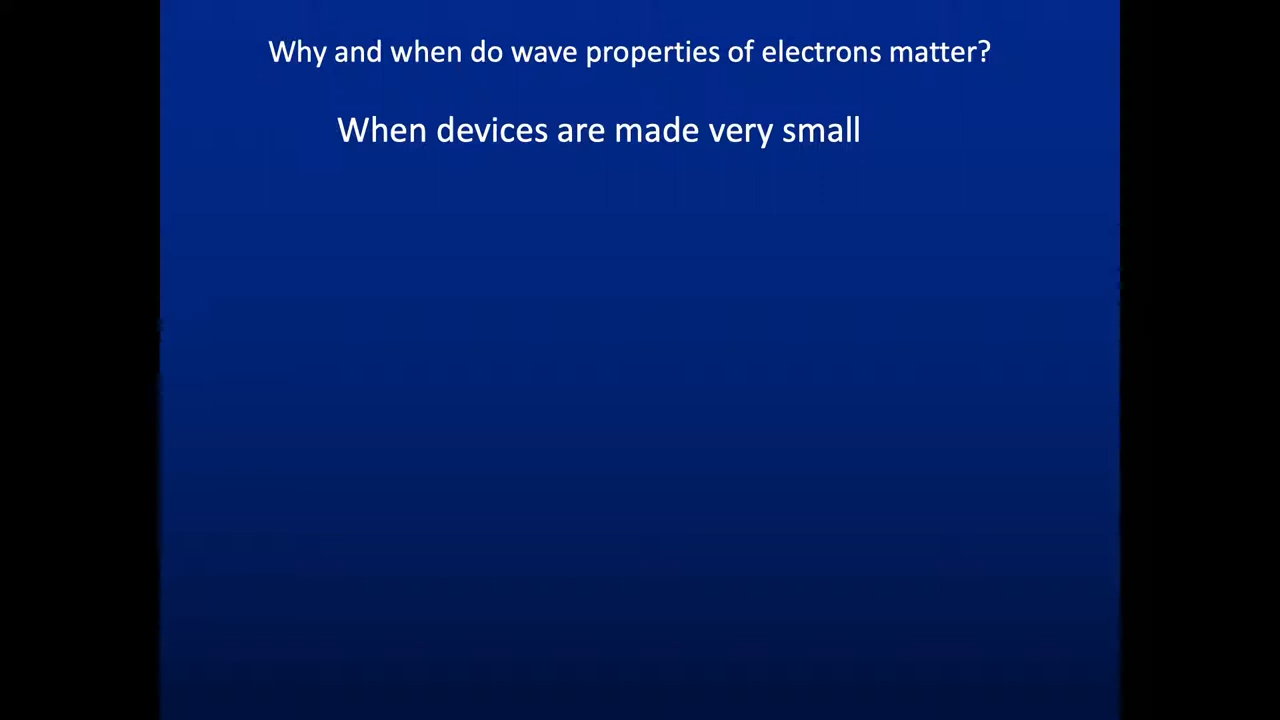 Why and when do wave properties of electrons matter?
When devices are made very small